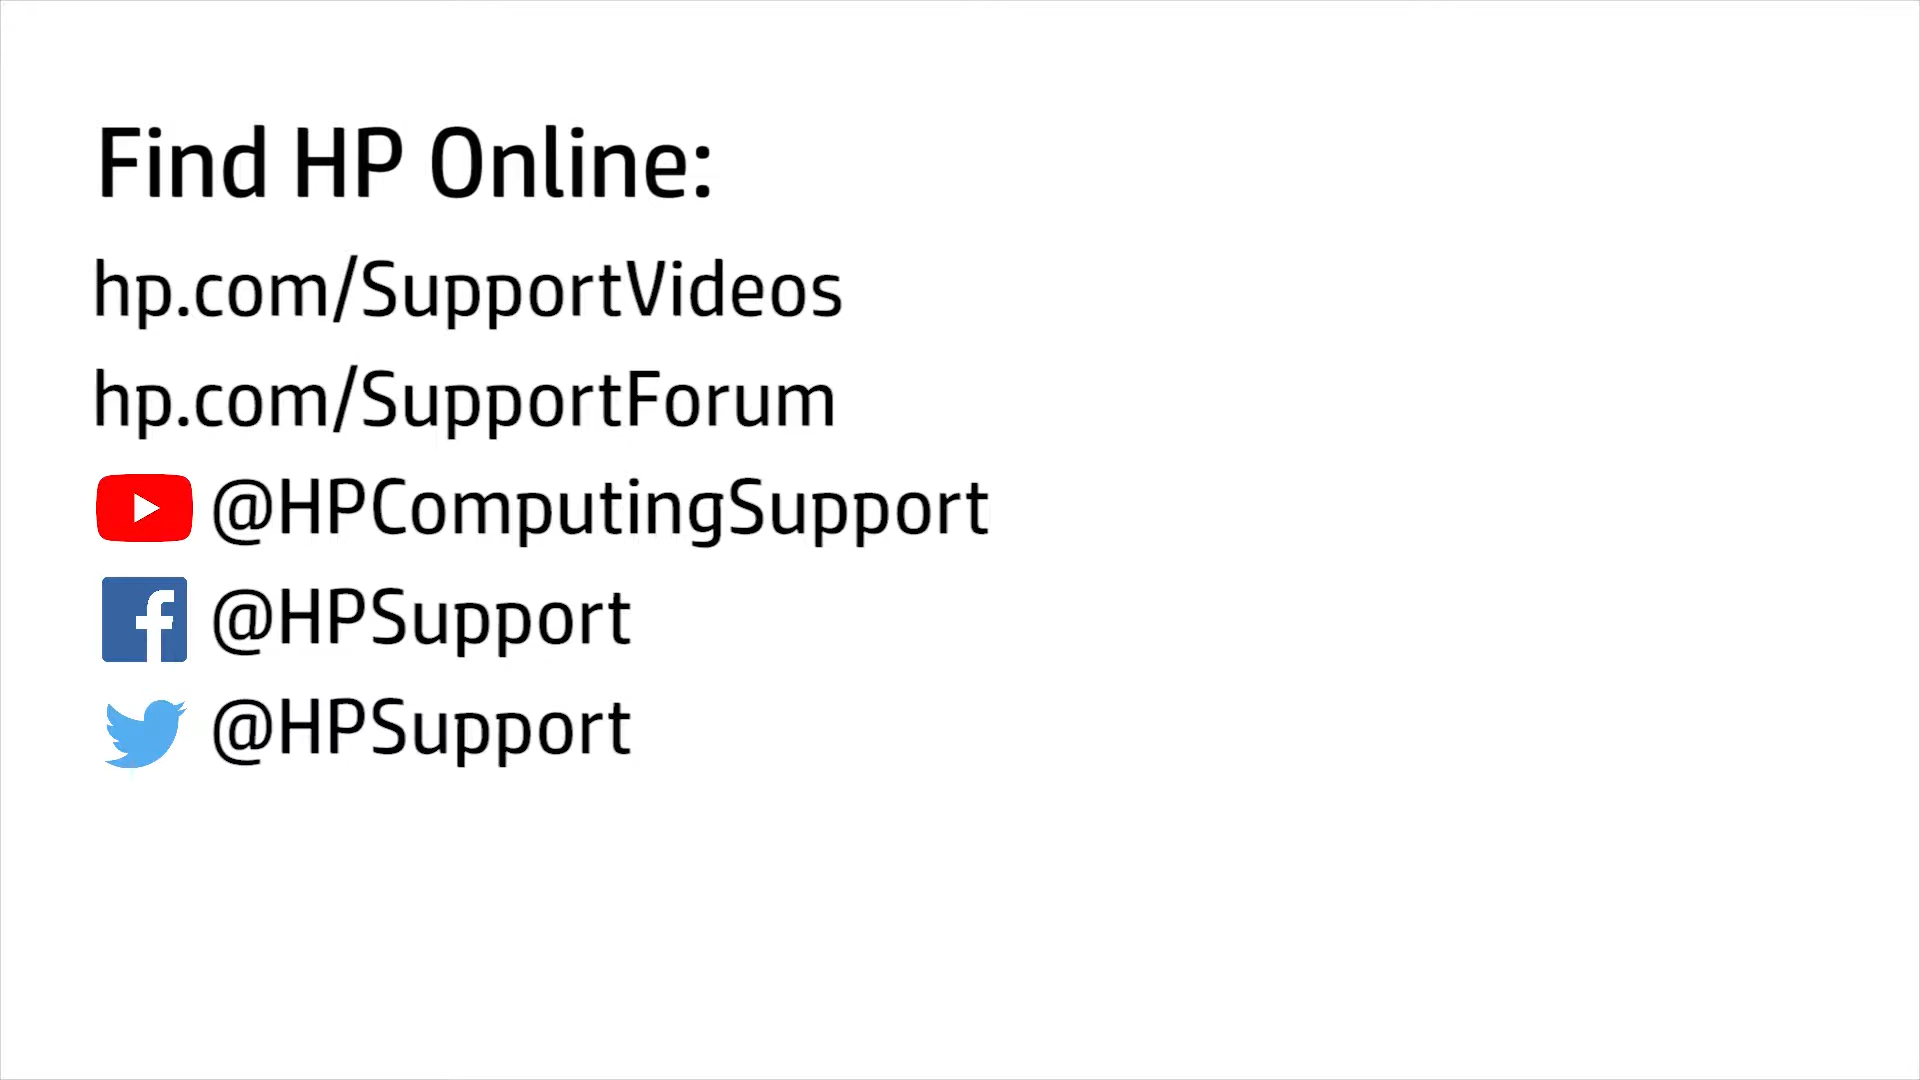 Find HP Online:
hp.com/SupportVideos
hp.com/SupportForum
@HPComputingSupport
@HPSupport
@HPSupport